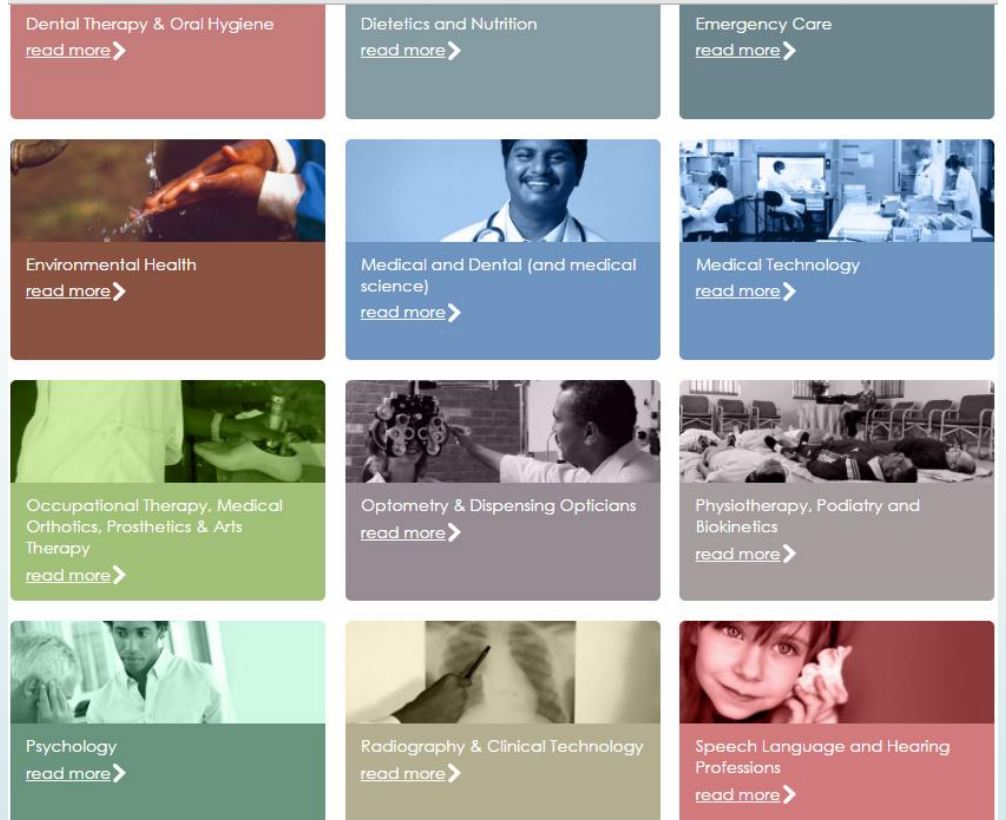 Dental Therapy & Oral Hygiene
read more
Dietetics and Nutrition
read more
Emergency Care
read more
Environmental Health
read more
Medical and Dental (and medical
science)
read more
Medical Technology
read more
Occupational Therapy, Medical
Orthotics, Prosthetics & Arts
Therapy
read more
Optometry & Dispensing Opticians
read more
Physiotherapy, Podiatry and
Biokinetics
read more
Psychology
read more
Radiography & Clinical Technology
read more
Speech Language and Hearing
Professions
read more